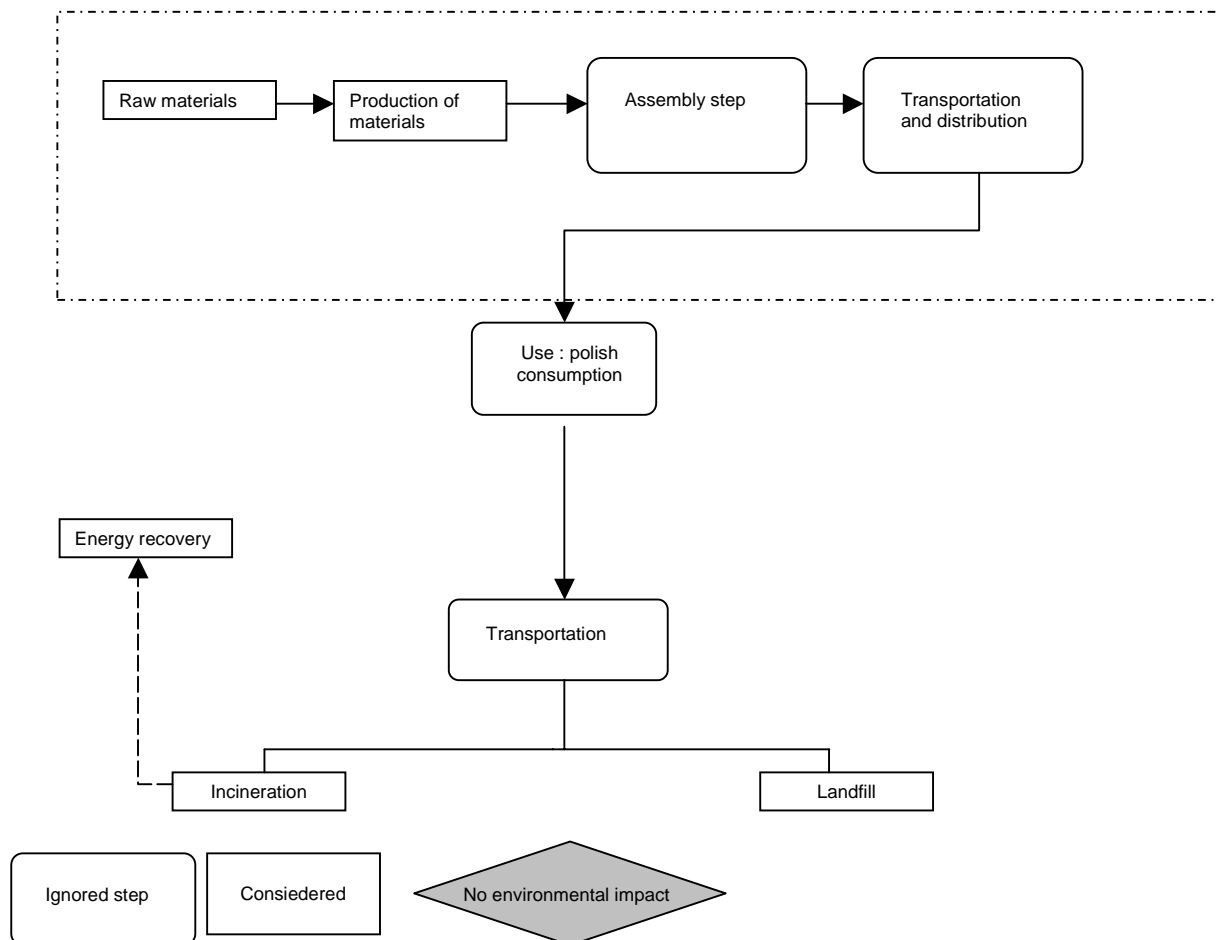 Raw materials
Production of
materials
Assembly step
Transportation
and distribution
Use : polish
consumption
Energy recovery
Transportation
Incineration
Landfill
Ignored step
Consiedered
No environmental impact